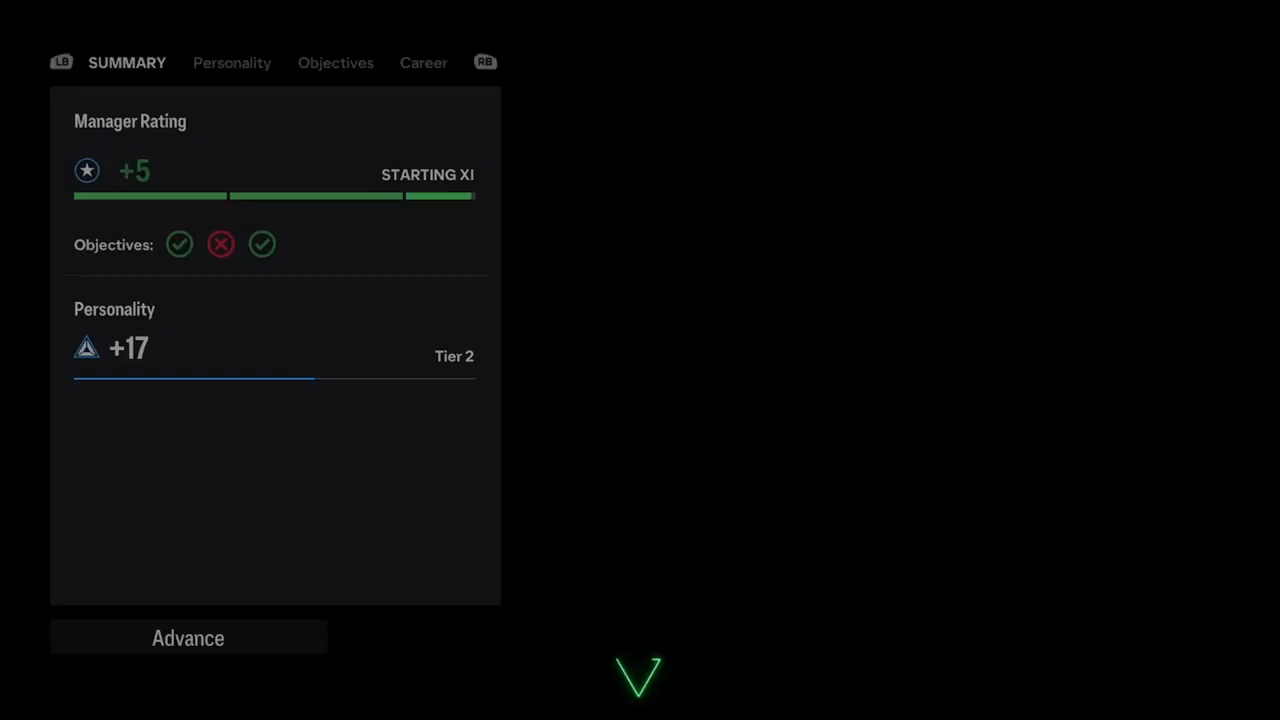 LB SUMMARY Personality Objectives Career RB
Manager Rating
+5 STARTING XI
Objectives:
Personality
+17 Tier 2
Advance